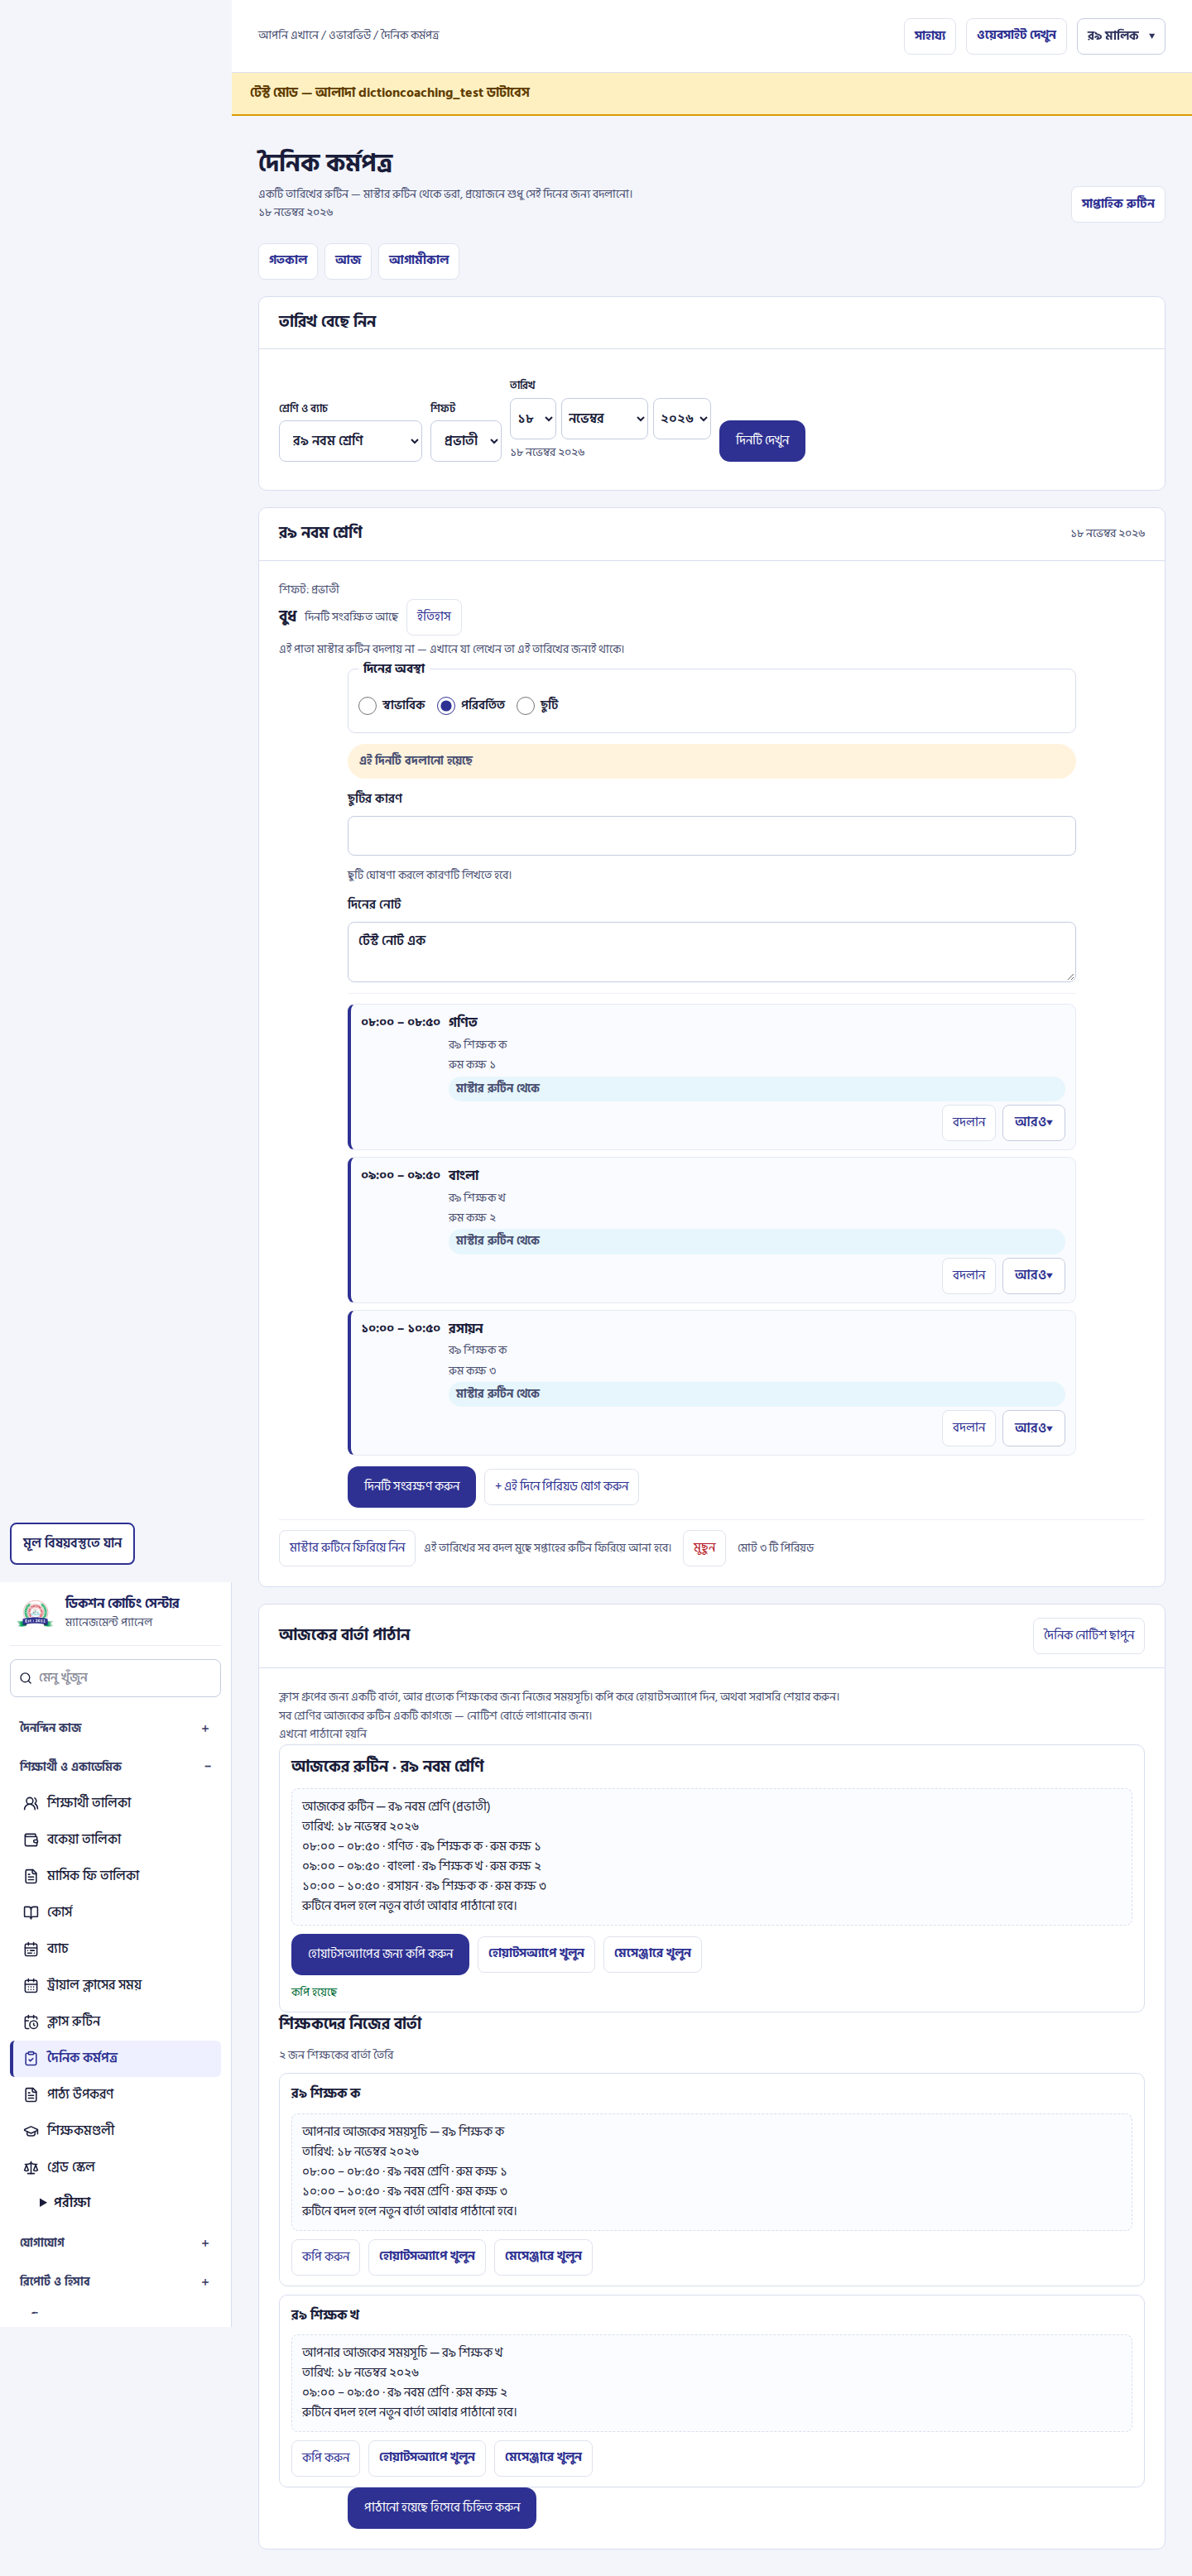 আপনি এখানে / ওভারভিউ / দৈনিক কর্মপত্র
সাহায্য
ওয়েবসাইট দেখুন
র৯ মালিক
টেস্ট মোড — আলাদা dictioncoaching_test ডাটাবেস
দৈনিক কর্মপত্র
একটি তারিখের রুটিন — মাস্টার রুটিন থেকে ভরা, প্রয়োজনে শুধু সেই দিনের জন্য বদলানো।
১৮ নভেম্বর ২০২৬
সাপ্তাহিক রুটিন
গতকাল
আজ
আগামীকাল
তারিখ বেছে নিন
শ্রেণি ও ব্যাচ
র৯ নবম শ্রেণি
শিফট
প্রভাতী
তারিখ
১৮
নভেম্বর
২০২৬
১৮ নভেম্বর ২০২৬
দিনটি দেখুন
র৯ নবম শ্রেণি
১৮ নভেম্বর ২০২৬
শিফট: প্রভাতী
বুধ দিনটি সংরক্ষিত আছে ইতিহাস
এই পাতা মাস্টার রুটিন বদলায় না — এখানে যা লেখেন তা এই তারিখের জন্যই থাকে।
দিনের অবস্থা
স্বাভাবিক
পরিবর্তিত
ছুটি
এই দিনটি বদলানো হয়েছে
ছুটির কারণ
ছুটি ঘোষণা করলে কারণটি লিখতে হবে।
দিনের নোট
টেস্ট নোট এক
০৮:০০ – ০৮:৫০ গণিত
র৯ শিক্ষক ক
রুম কক্ষ ১
মাস্টার রুটিন থেকে
বদলান
আরও▾
০৯:০০ – ০৯:৫০ বাংলা
র৯ শিক্ষক খ
রুম কক্ষ ২
মাস্টার রুটিন থেকে
বদলান
আরও▾
১০:০০ – ১০:৫০ রসায়ন
র৯ শিক্ষক ক
রুম কক্ষ ৩
মাস্টার রুটিন থেকে
বদলান
আরও▾
দিনটি সংরক্ষণ করুন
+ এই দিনে পিরিয়ড যোগ করুন
মাস্টার রুটিনে ফিরিয়ে নিন
এই তারিখের সব বদল মুছে সপ্তাহের রুটিন ফিরিয়ে আনা হবে।
মুছুন
মোট ৩ টি পিরিয়ড
মূল বিষয়বস্তুতে যান
ডিকশন কোচিং সেন্টার
ম্যানেজমেন্ট প্যানেল
মেনু খুঁজুন
দৈনন্দিন কাজ +
শিক্ষার্থী ও একাডেমিক −
শিক্ষার্থী তালিকা
বকেয়া তালিকা
মাসিক ফি তালিকা
কোর্স
ব্যাচ
ট্রায়াল ক্লাসের সময়
ক্লাস রুটিন
দৈনিক কর্মপত্র
পাঠ্য উপকরণ
শিক্ষকমণ্ডলী
গ্রেড স্কেল
পরীক্ষা
যোগাযোগ +
রিপোর্ট ও হিসাব +
আজকের বার্তা পাঠান
দৈনিক নোটিশ ছাপুন
ক্লাস গ্রুপের জন্য একটি বার্তা, আর প্রত্যেক শিক্ষকের জন্য নিজের সময়সূচি। কপি করে হোয়াটসঅ্যাপে দিন, অথবা সরাসরি শেয়ার করুন।
সব শ্রেণির আজকের রুটিন একটি কাগজে — নোটিশ বোর্ডে লাগানোর জন্য।
এখনো পাঠানো হয়নি
আজকের রুটিন · র৯ নবম শ্রেণি
আজকের রুটিন — র৯ নবম শ্রেণি (প্রভাতী)
তারিখ: ১৮ নভেম্বর ২০২৬
০৮:০০ – ০৮:৫০ · গণিত · র৯ শিক্ষক ক · রুম কক্ষ ১
০৯:০০ – ০৯:৫০ · বাংলা · র৯ শিক্ষক খ · রুম কক্ষ ২
১০:০০ – ১০:৫০ · রসায়ন · র৯ শিক্ষক ক · রুম কক্ষ ৩
রুটিনে বদল হলে নতুন বার্তা আবার পাঠানো হবে।
হোয়াটসঅ্যাপের জন্য কপি করুন
হোয়াটসঅ্যাপে খুলুন
মেসেঞ্জারে খুলুন
কপি হয়েছে
শিক্ষকদের নিজের বার্তা
২ জন শিক্ষকের বার্তা তৈরি
র৯ শিক্ষক ক
আপনার আজকের সময়সূচি — র৯ শিক্ষক ক
তারিখ: ১৮ নভেম্বর ২০২৬
০৮:০০ – ০৮:৫০ · র৯ নবম শ্রেণি · রুম কক্ষ ১
১০:০০ – ১০:৫০ · র৯ নবম শ্রেণি · রুম কক্ষ ৩
রুটিনে বদল হলে নতুন বার্তা আবার পাঠানো হবে।
কপি করুন
হোয়াটসঅ্যাপে খুলুন
মেসেঞ্জারে খুলুন
র৯ শিক্ষক খ
আপনার আজকের সময়সূচি — র৯ শিক্ষক খ
তারিখ: ১৮ নভেম্বর ২০২৬
০৯:০০ – ০৯:৫০ · র৯ নবম শ্রেণি · রুম কক্ষ ২
রুটিনে বদল হলে নতুন বার্তা আবার পাঠানো হবে।
কপি করুন
হোয়াটসঅ্যাপে খুলুন
মেসেঞ্জারে খুলুন
পাঠানো হয়েছে হিসেবে চিহ্নিত করুন